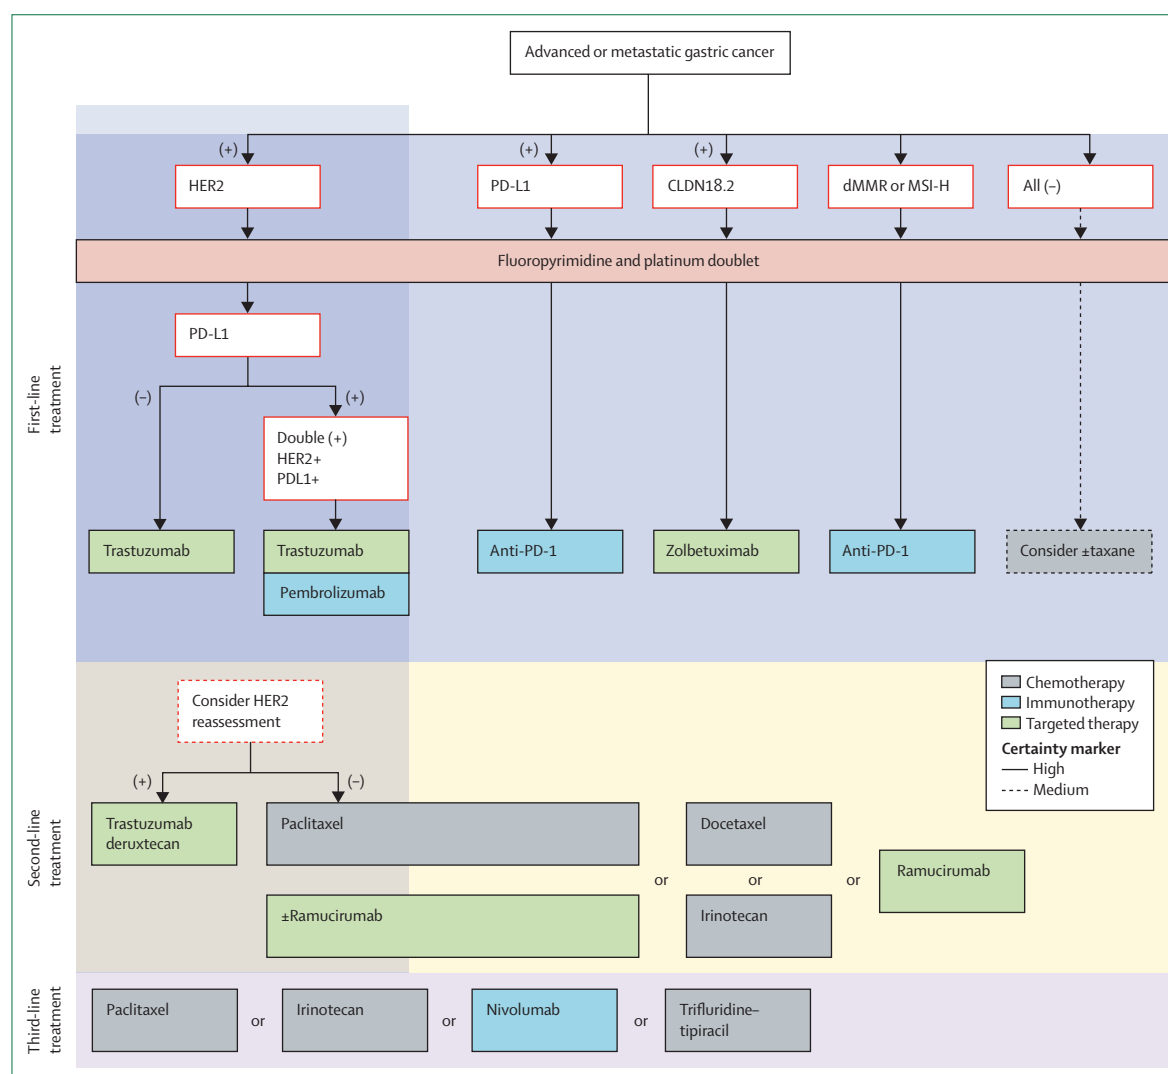 Advanced or metastatic gastric cancer
(+)
(+)
(+)
HER2
PD-L1
CLDN18.2
dMMR or MSI-H
All (–)
Fluoropyrimidine and platinum doublet
First-line
treatment
PD-L1
(–)
(+)
Double (+)
HER2+
PDL1+
Trastuzumab
Trastuzumab
Pembrolizumab
Anti-PD-1
Zolbetuximab
Anti-PD-1
Consider ±taxane
Chemotherapy
Immunotherapy
Targeted therapy
Certainty marker
High
Medium
Second-line
treatment
Consider HER2
reassessment
(+)
(–)
Trastuzumab
deruxtecan
Paclitaxel
±Ramucirumab
or
Docetaxel
or
Irinotecan
or
Ramucirumab
Third-line
treatment
Paclitaxel
or
Irinotecan
or
Nivolumab
or
Trifluridine–
tipiracil